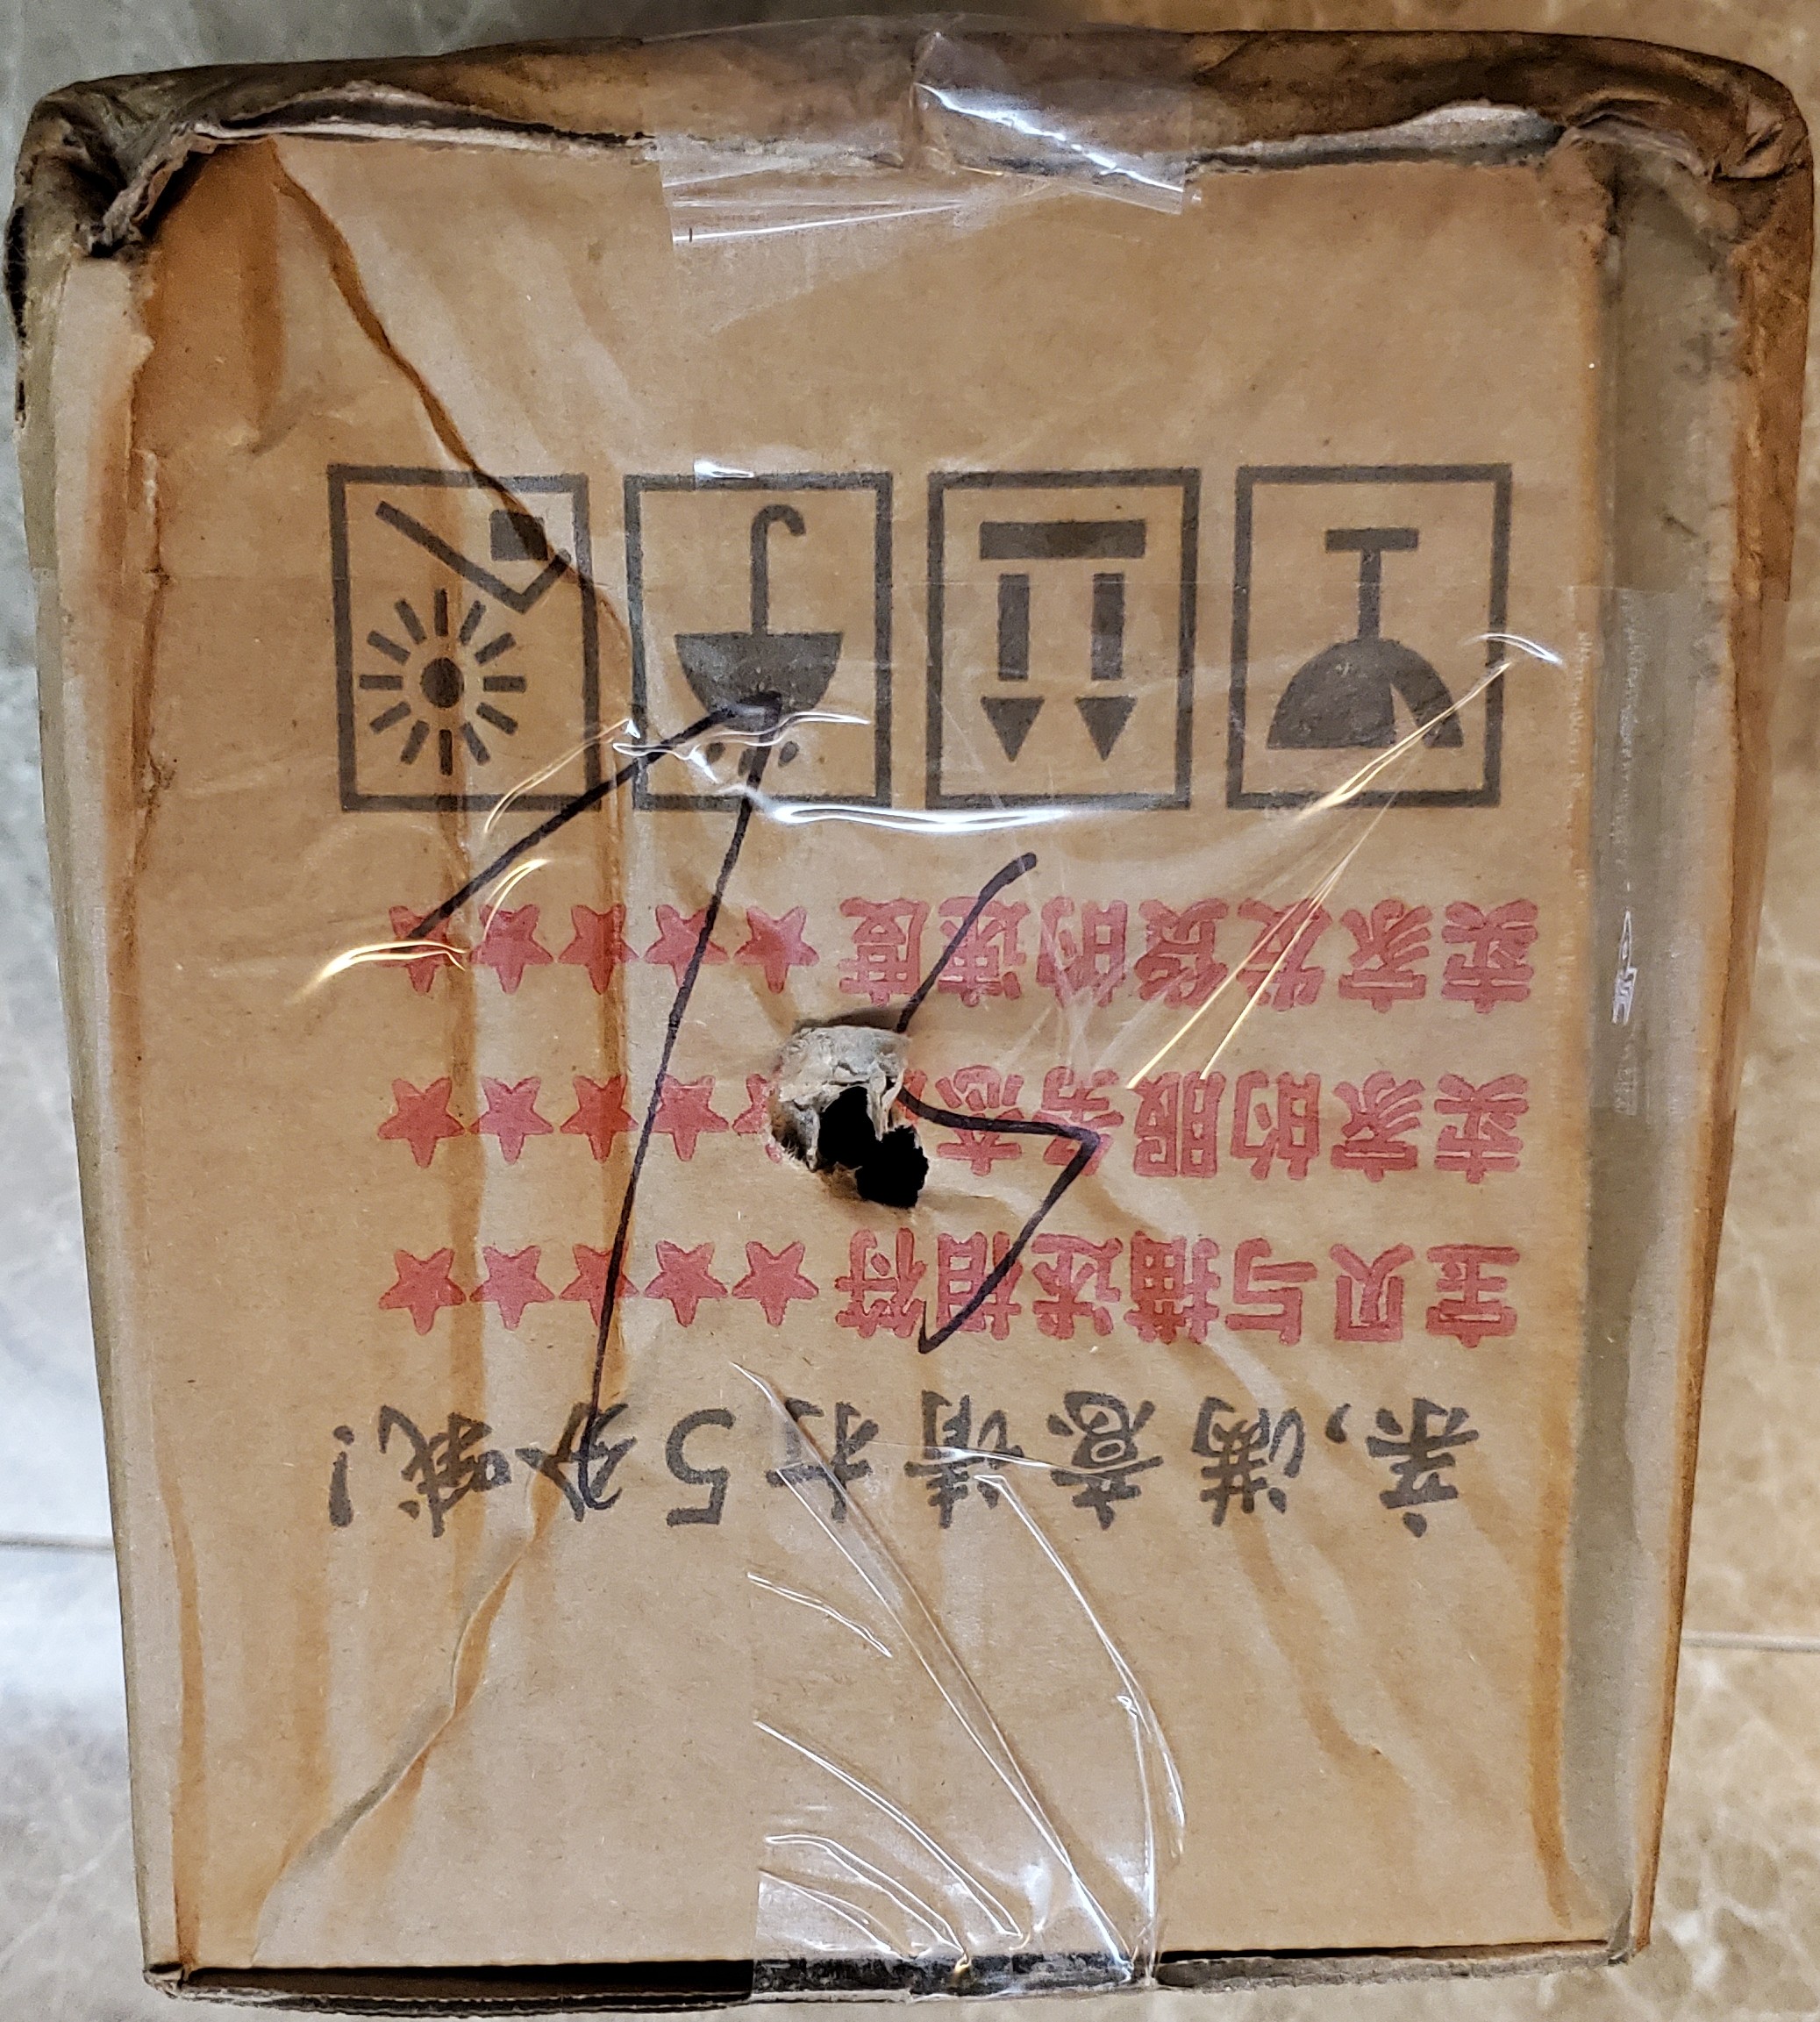 亲,满意请打5分哦!
宝贝与描述相符★★★★★
卖家的服务态★★★★★
卖家发货的速度★★★★★